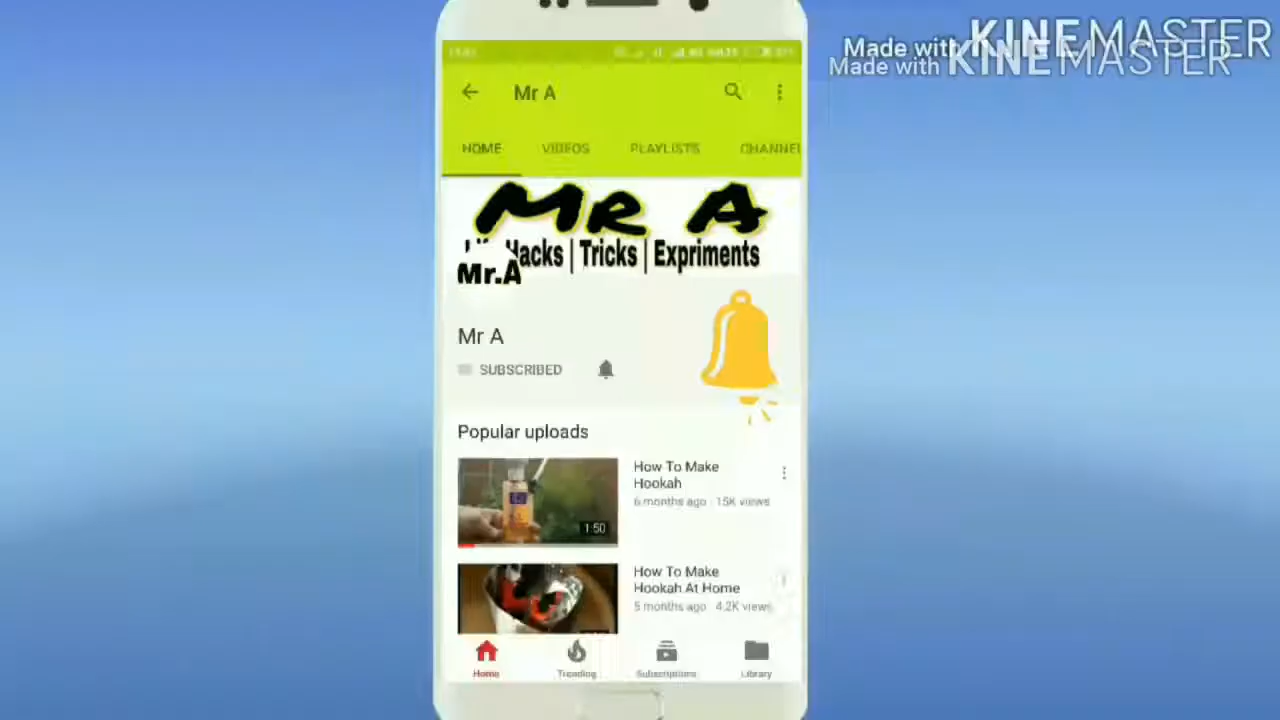 Made with KINEMASTER
Made with KINEMASTER
Mr A
HOME VIDEOS PLAYLISTS CHANNEL
Mr A
Hacks | Tricks | Expriments
Mr.A
Mr A
SUBSCRIBED
Popular uploads
How To Make
Hookah
6 months ago · 15K views
1:50
How To Make
Hookah At Home
5 months ago · 4.2K views
Home Trending Subscriptions Library